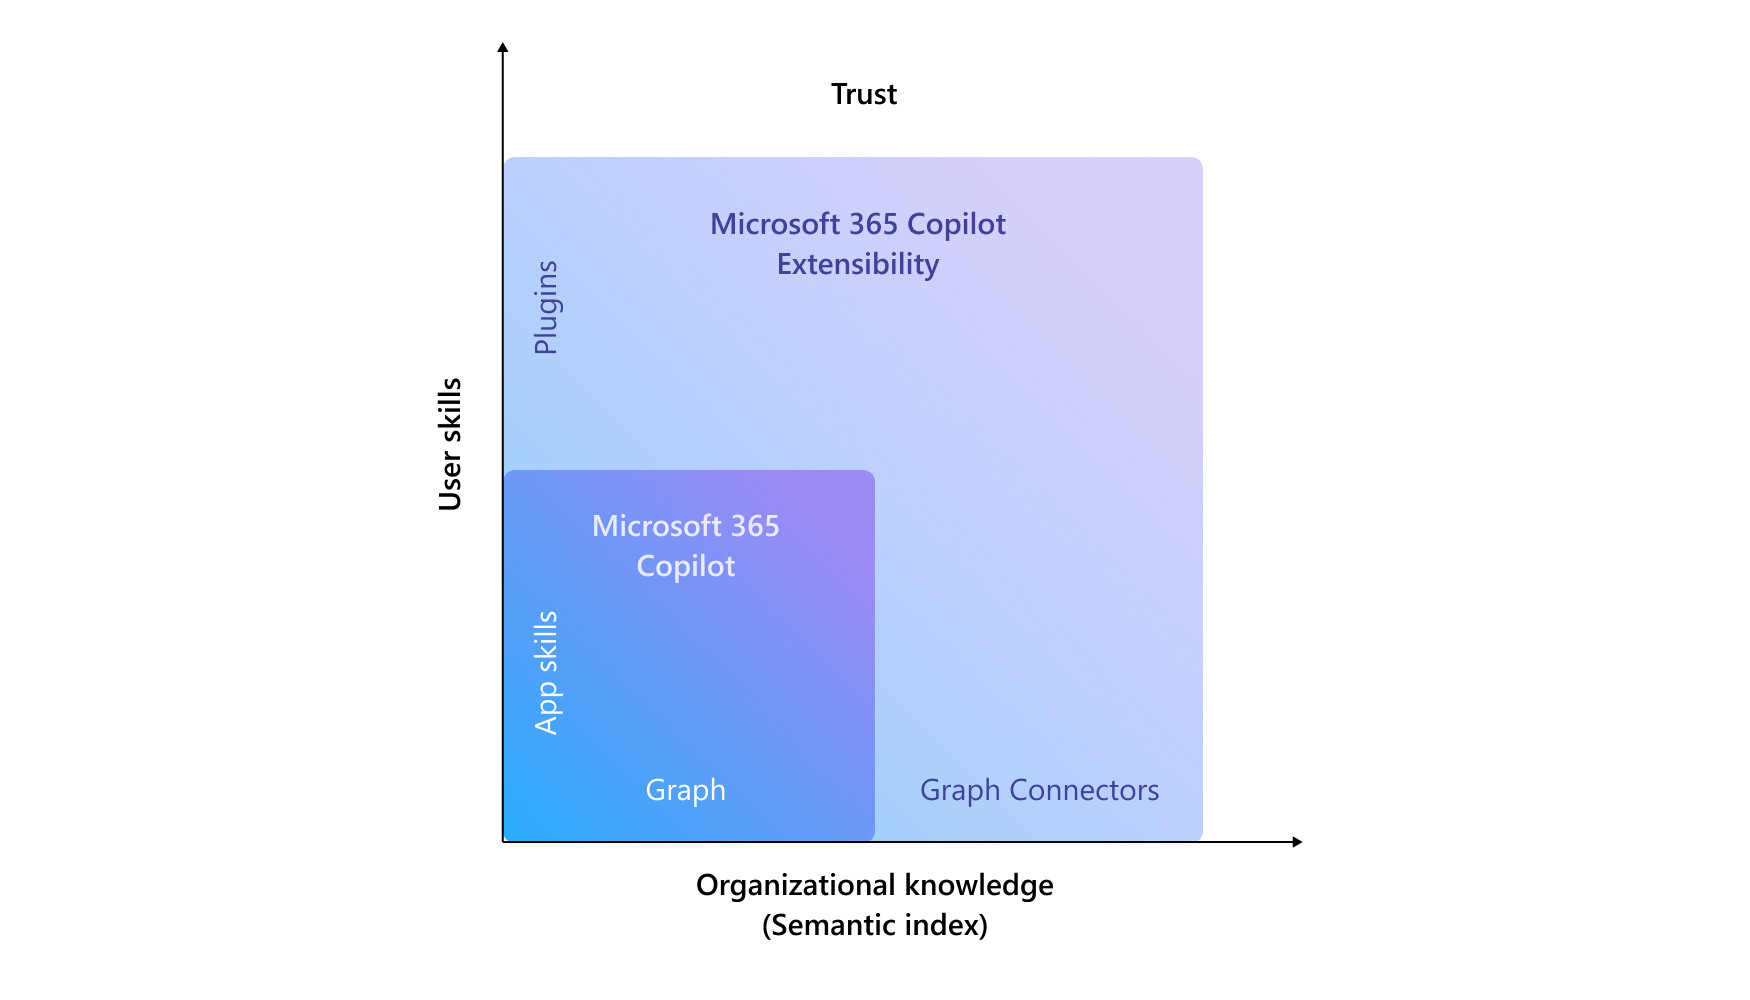 Trust
Microsoft 365 Copilot
Extensibility
Plugins
User skills
Microsoft 365
Copilot
App skills
Graph
Graph Connectors
Organizational knowledge
(Semantic index)